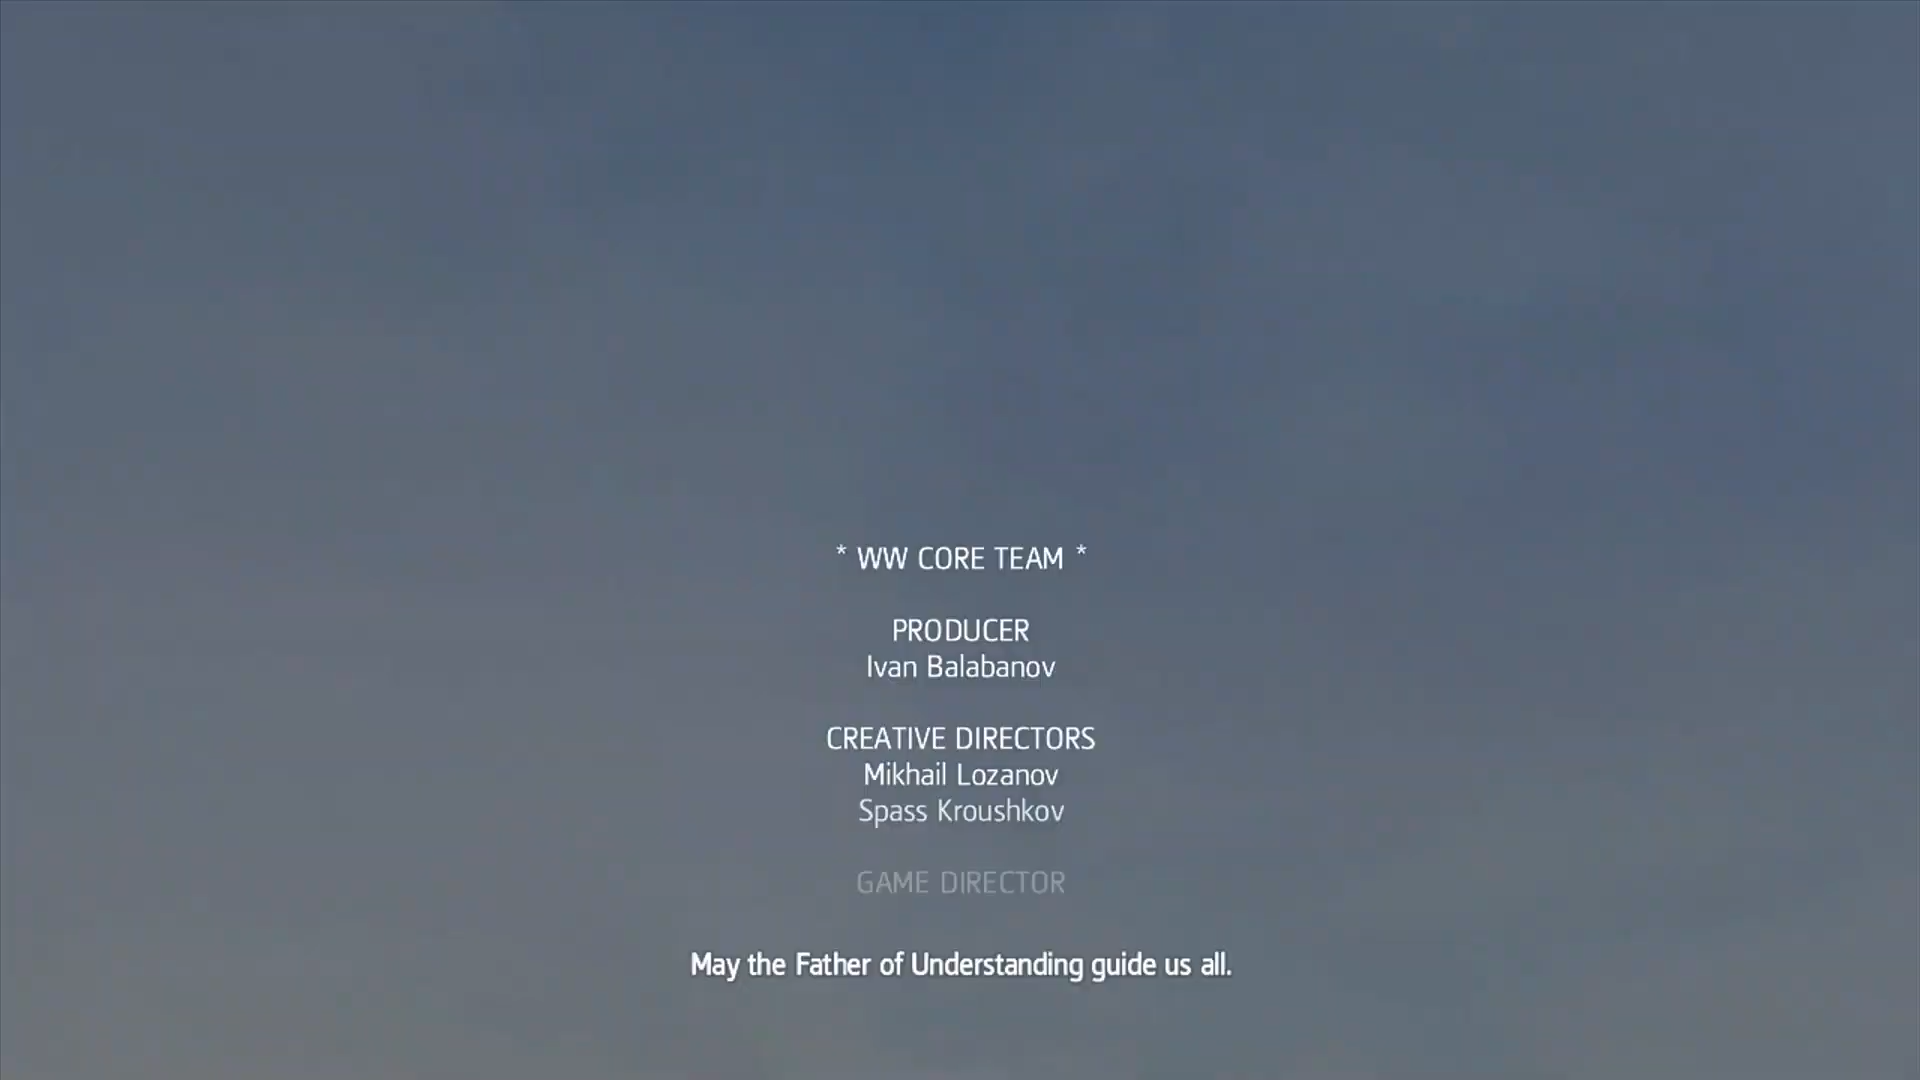 * WW CORE TEAM *
PRODUCER
Ivan Balabanov
CREATIVE DIRECTORS
Mikhail Lozanov
Spass Kroushkov
GAME DIRECTOR
May the Father of Understanding guide us all.